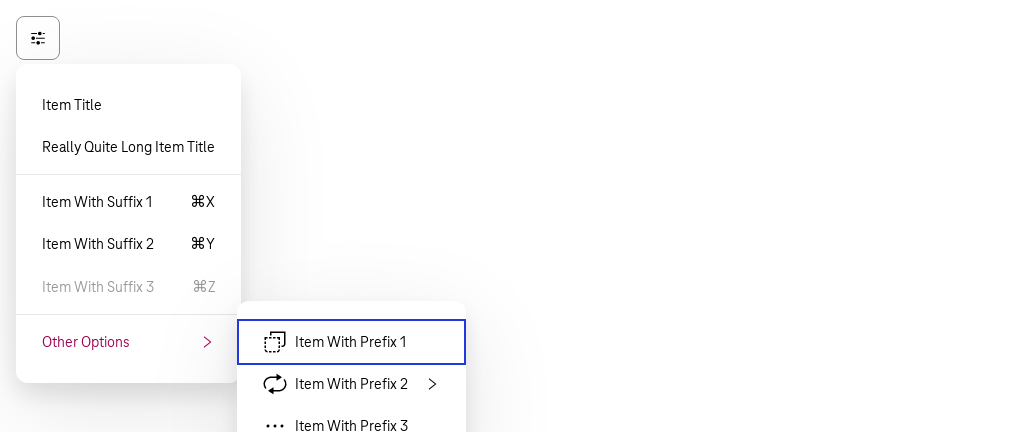 Item Title
Really Quite Long Item Title
Item With Suffix 1 ⌘X
Item With Suffix 2 ⌘Y
Item With Suffix 3 ⌘Z
Other Options
Item With Prefix 1
Item With Prefix 2
Item With Prefix 3